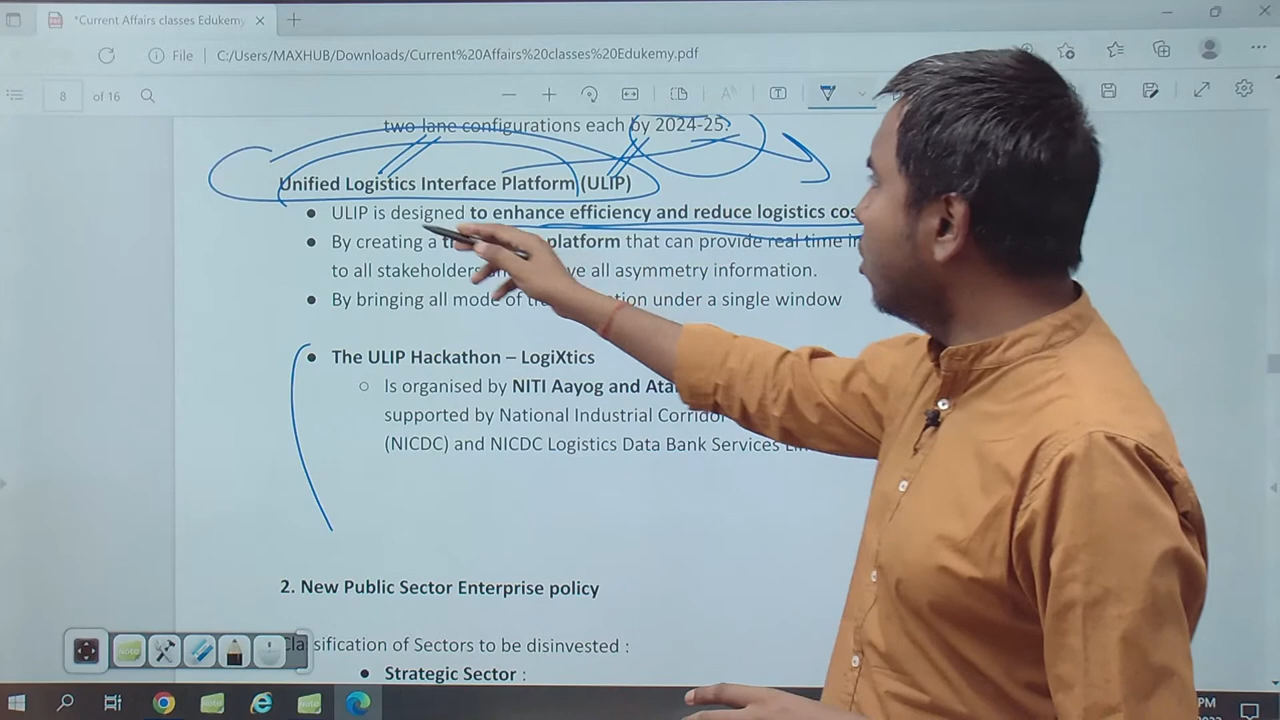 *Current Affairs classes Edukemy
File C:/Users/MAXHUB/Downloads/Current%20Affairs%20classes%20Edukemy.pdf
8 of 16
two lane configurations each by 2024-25.
Unified Logistics Interface Platform (ULIP)
● ULIP is designed to enhance efficiency and reduce logistics cos
● By creating a platform that can provide real time
to all stakeholders all asymmetry information.
● By bringing all mode of under a single window
● The ULIP Hackathon – LogiXtics
○ Is organised by NITI Aayog and Ata
supported by National Industrial Corridor
(NICDC) and NICDC Logistics Data Bank Services
2. New Public Sector Enterprise policy
Classification of Sectors to be disinvested :
● Strategic Sector :
PM